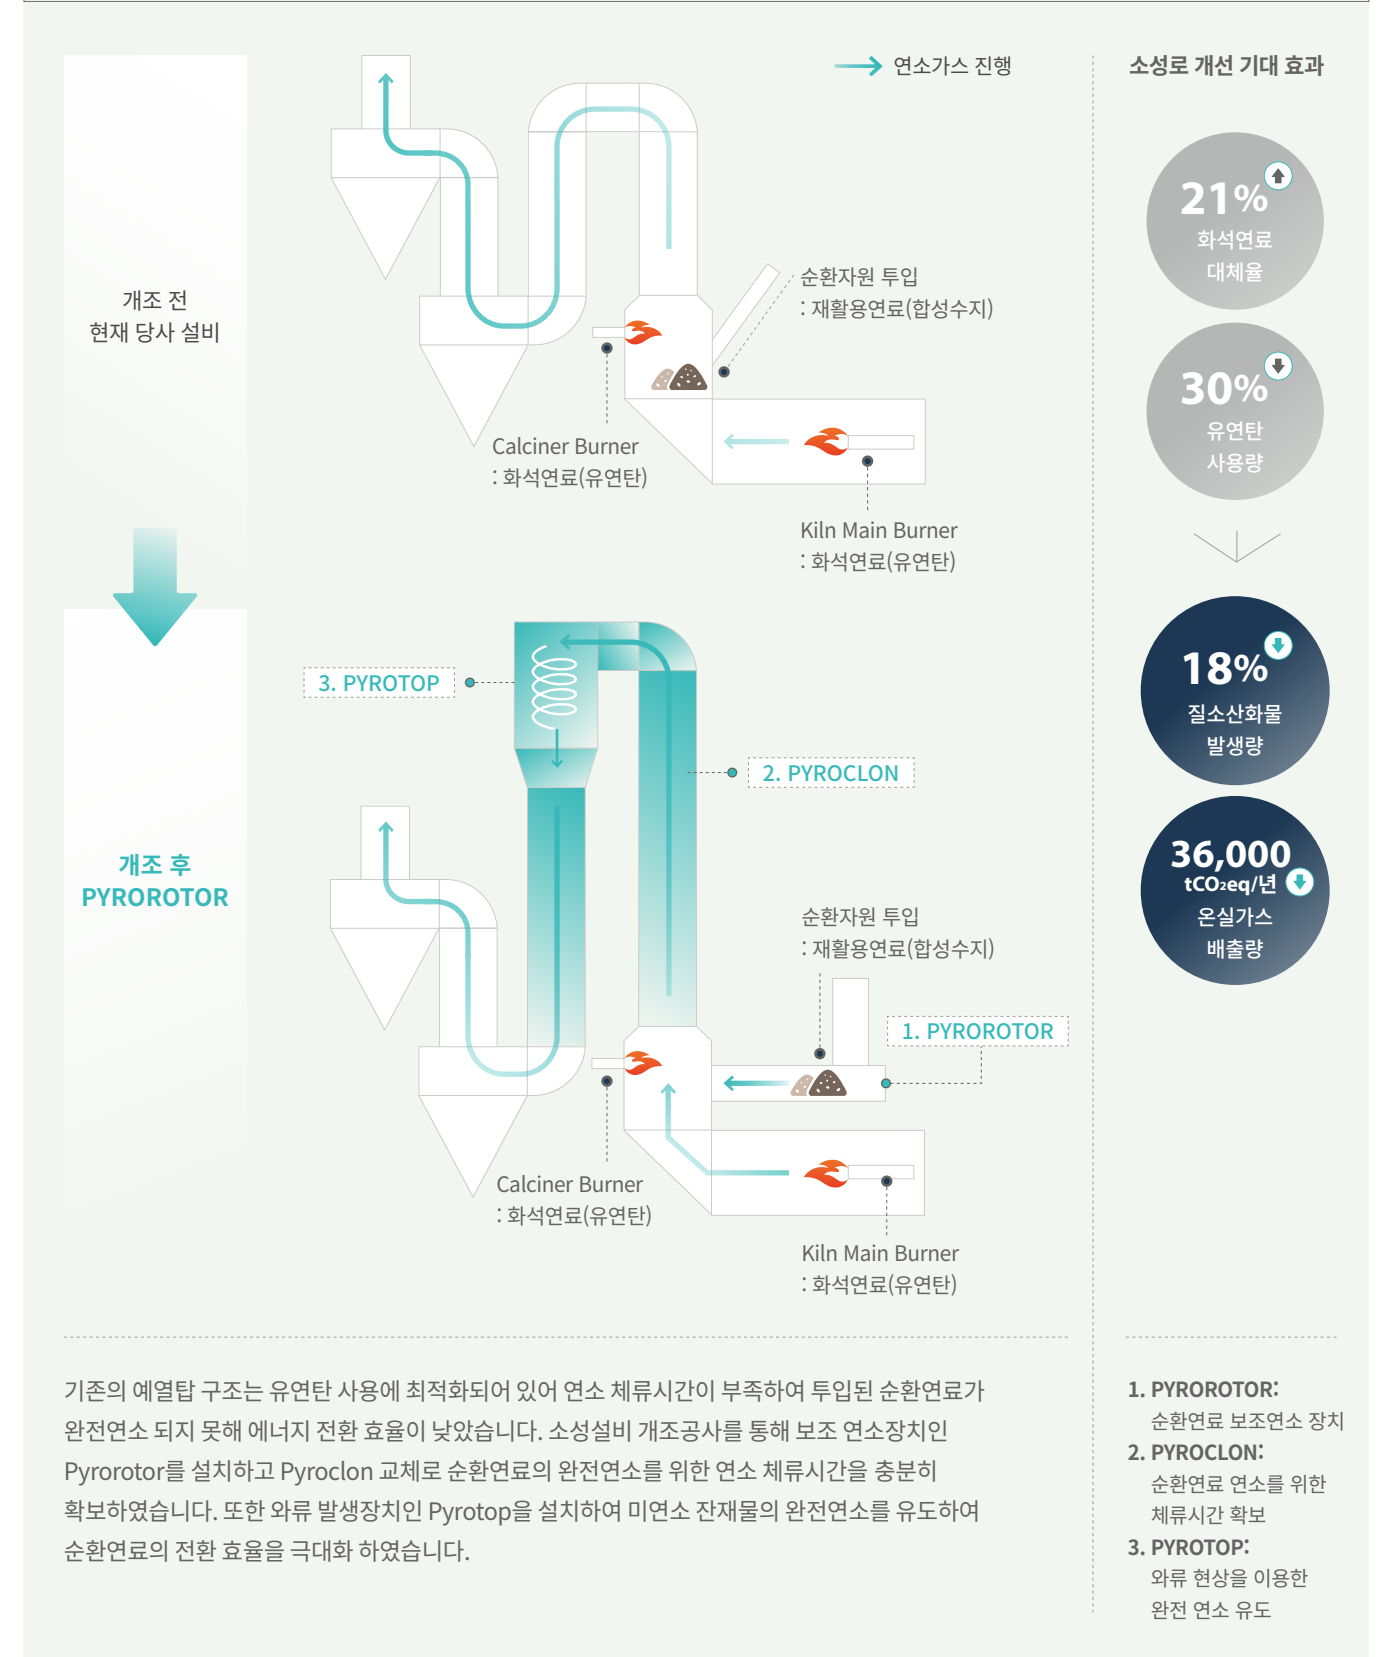 연소가스 진행
개조 전
현재 당사 설비
순환자원 투입
: 재활용연료(합성수지)
Calciner Burner
: 화석연료(유연탄)
Kiln Main Burner
: 화석연료(유연탄)
3. PYROTOP
2. PYROCLON
개조 후
PYROROTOR
순환자원 투입
: 재활용연료(합성수지)
1. PYROROTOR
Calciner Burner
: 화석연료(유연탄)
Kiln Main Burner
: 화석연료(유연탄)
소성로 개선 기대 효과
21%
화석연료
대체율
30%
유연탄
사용량
18%
질소산화물
발생량
36,000
tCO₂eq/년
온실가스
배출량
기존의 예열탑 구조는 유연탄 사용에 최적화되어 있어 연소 체류시간이 부족하여 투입된 순환연료가
완전연소 되지 못해 에너지 전환 효율이 낮았습니다. 소성설비 개조공사를 통해 보조 연소장치인
Pyrorotor를 설치하고 Pyroclon 교체로 순환연료의 완전연소를 위한 연소 체류시간을 충분히
확보하였습니다. 또한 와류 발생장치인 Pyrotop을 설치하여 미연소 잔재물의 완전연소를 유도하여
순환연료의 전환 효율을 극대화 하였습니다.
1. PYROROTOR:
순환연료 보조연소 장치
2. PYROCLON:
순환연료 연소를 위한
체류시간 확보
3. PYROTOP:
와류 현상을 이용한
완전 연소 유도